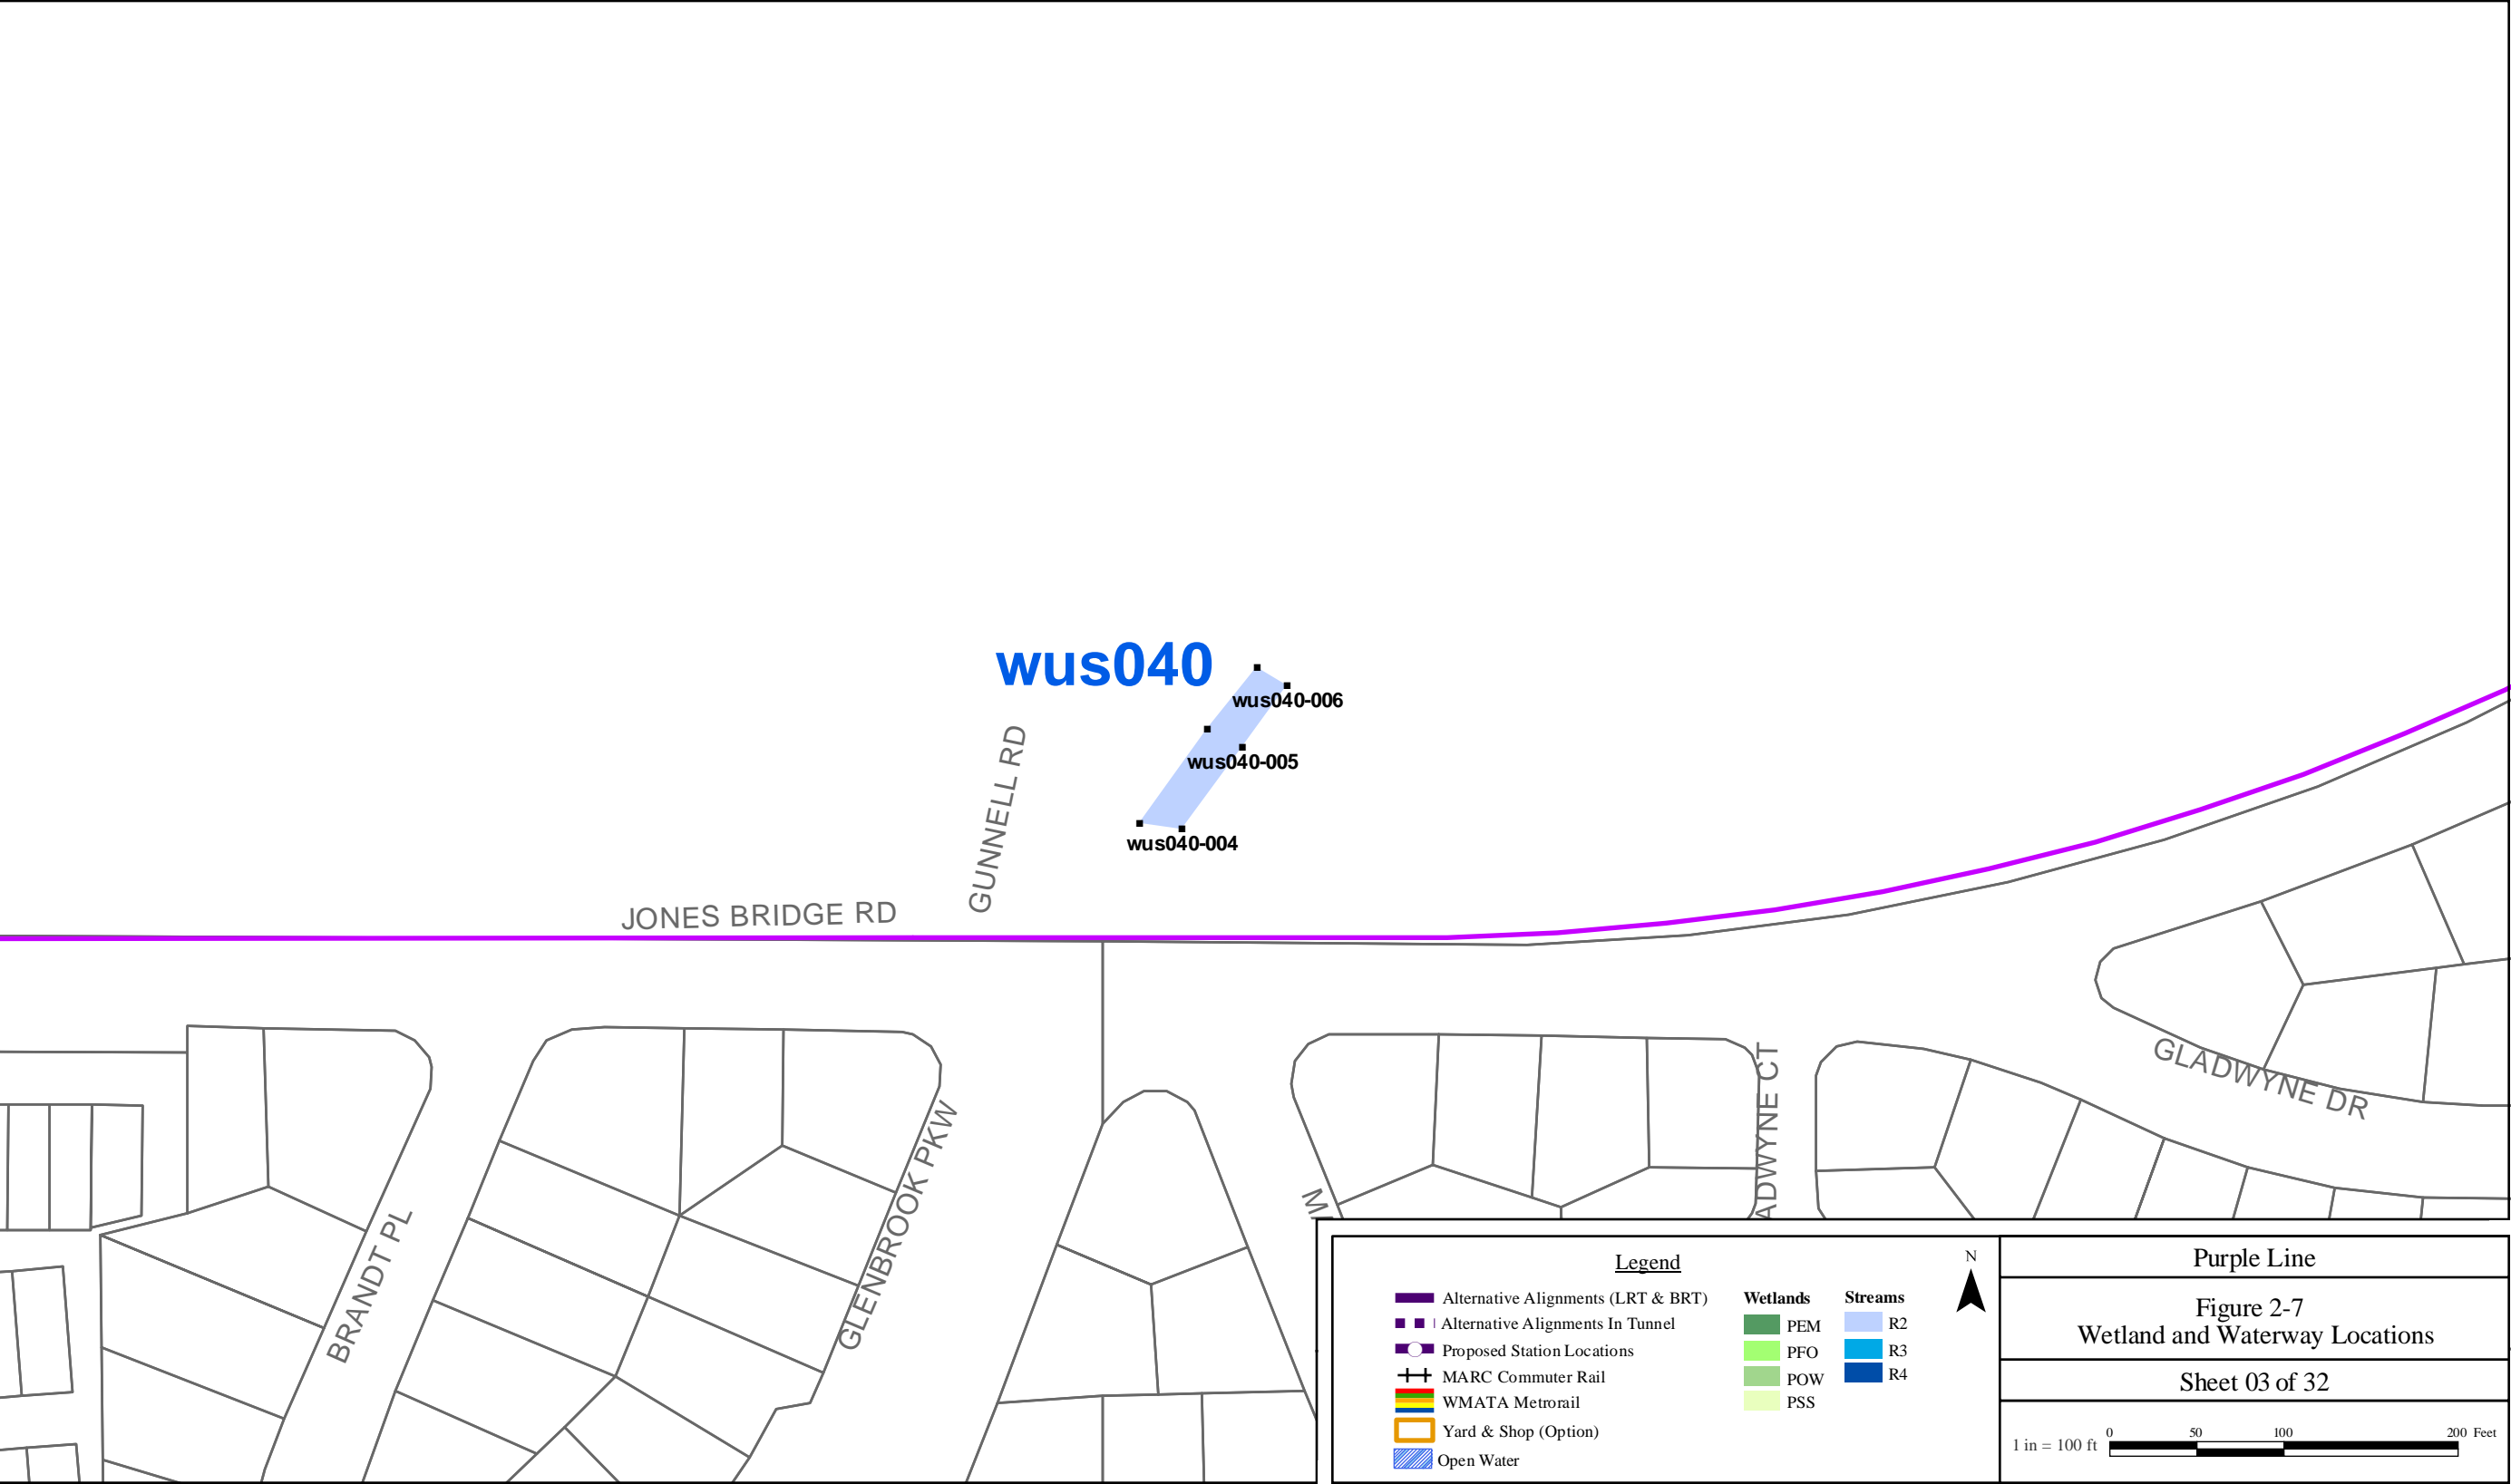 wus040
wus040-006
wus040-005
wus040-004
GUNNELL RD
JONES BRIDGE RD
BRANDT PL
GLENBROOK PKW
ADWYNE CT
GLADWYNE DR
Legend
Alternative Alignments (LRT & BRT)
Alternative Alignments In Tunnel
Proposed Station Locations
MARC Commuter Rail
WMATA Metrorail
Yard & Shop (Option)
Open Water
Wetlands
PEM
PFO
POW
PSS
Streams
R2
R3
R4
N
Purple Line
Figure 2-7
Wetland and Waterway Locations
Sheet 03 of 32
1 in = 100 ft
0 50 100 200 Feet